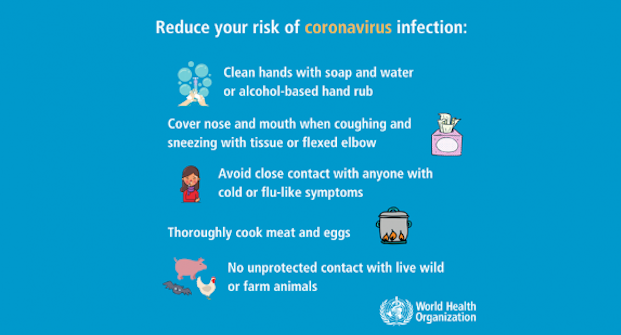 Reduce your risk of coronavirus infection:
Clean hands with soap and water
or alcohol-based hand rub
Cover nose and mouth when coughing and
sneezing with tissue or flexed elbow
Avoid close contact with anyone with
cold or flu-like symptoms
Thoroughly cook meat and eggs
No unprotected contact with live wild
or farm animals
World Health
Organization